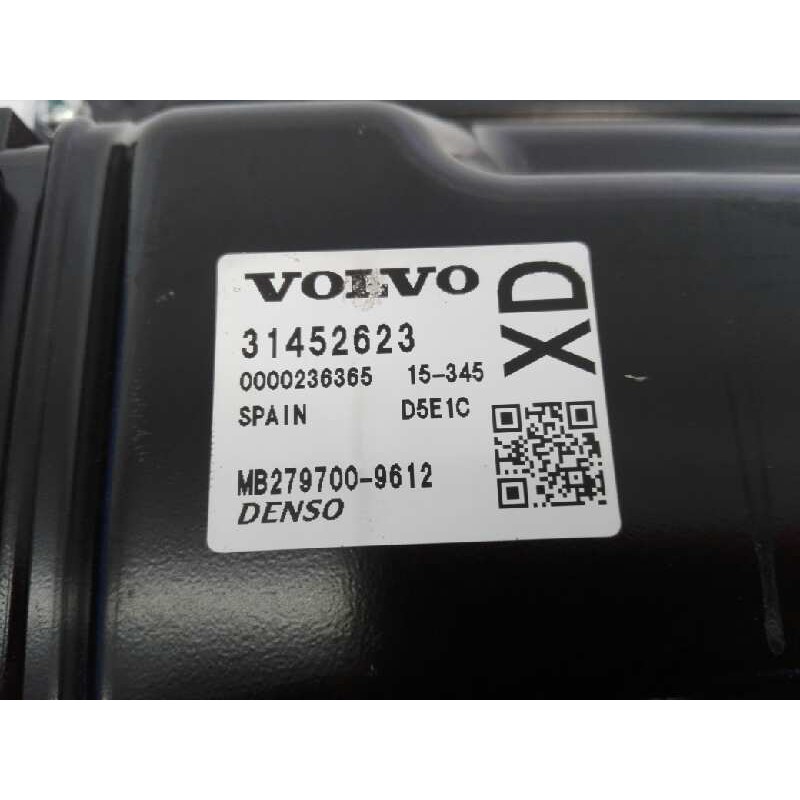 VOLVO
31452623
0000236365 15-345
SPAIN D5E1C
MB279700-9612
DENSO
XD